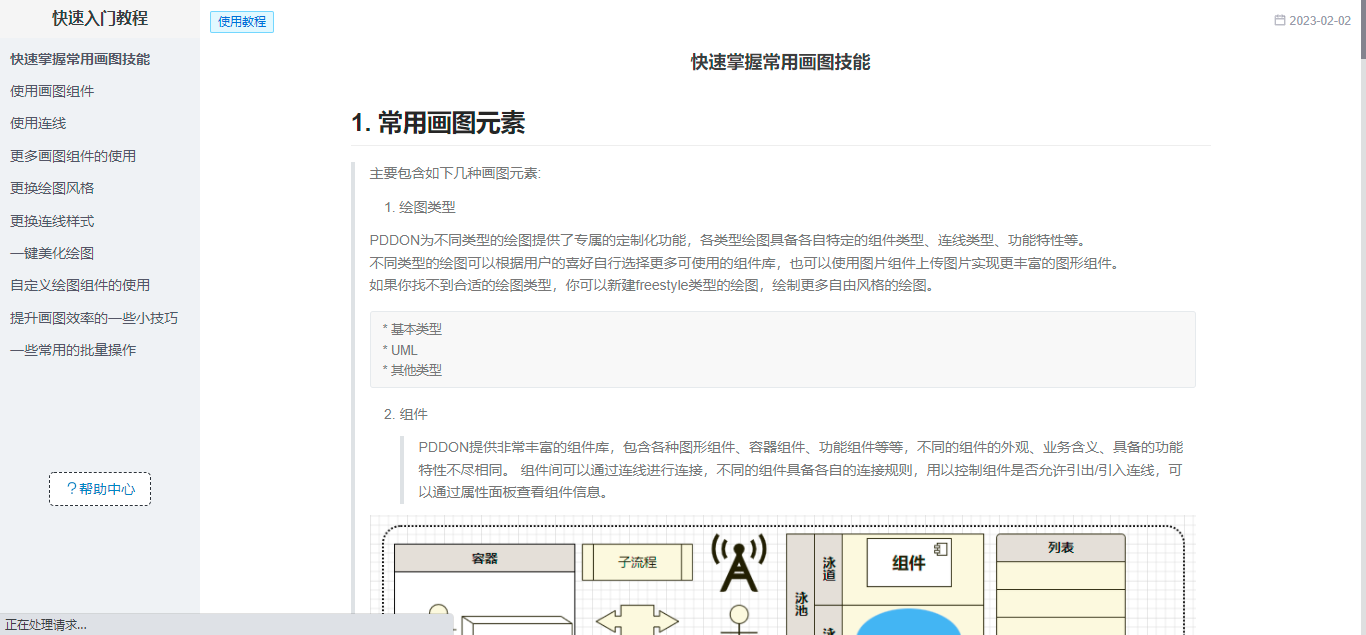 快速入门教程
快速掌握常用画图技能
使用画图组件
使用连线
更多画图组件的使用
更换绘图风格
更换连线样式
一键美化绘图
自定义绘图组件的使用
提升画图效率的一些小技巧
一些常用的批量操作
?帮助中心
正在处理请求...
使用教程
2023-02-02
快速掌握常用画图技能
1. 常用画图元素
主要包含如下几种画图元素:
1. 绘图类型
PDDON为不同类型的绘图提供了专属的定制化功能，各类型绘图具备各自特定的组件类型、连线类型、功能特性等。
不同类型的绘图可以根据用户的喜好自行选择更多可使用的组件库，也可以使用图片组件上传图片实现更丰富的图形组件。
如果你找不到合适的绘图类型，你可以新建freestyle类型的绘图，绘制更多自由风格的绘图。
* 基本类型
* UML
* 其他类型
2. 组件
PDDON提供非常丰富的组件库，包含各种图形组件、容器组件、功能组件等等，不同的组件的外观、业务含义、具备的功能
特性不尽相同。 组件间可以通过连线进行连接，不同的组件具备各自的连接规则，用以控制组件是否允许引出/引入连线，可
以通过属性面板查看组件信息。
容器
子流程
泳池
泳道
组件
列表